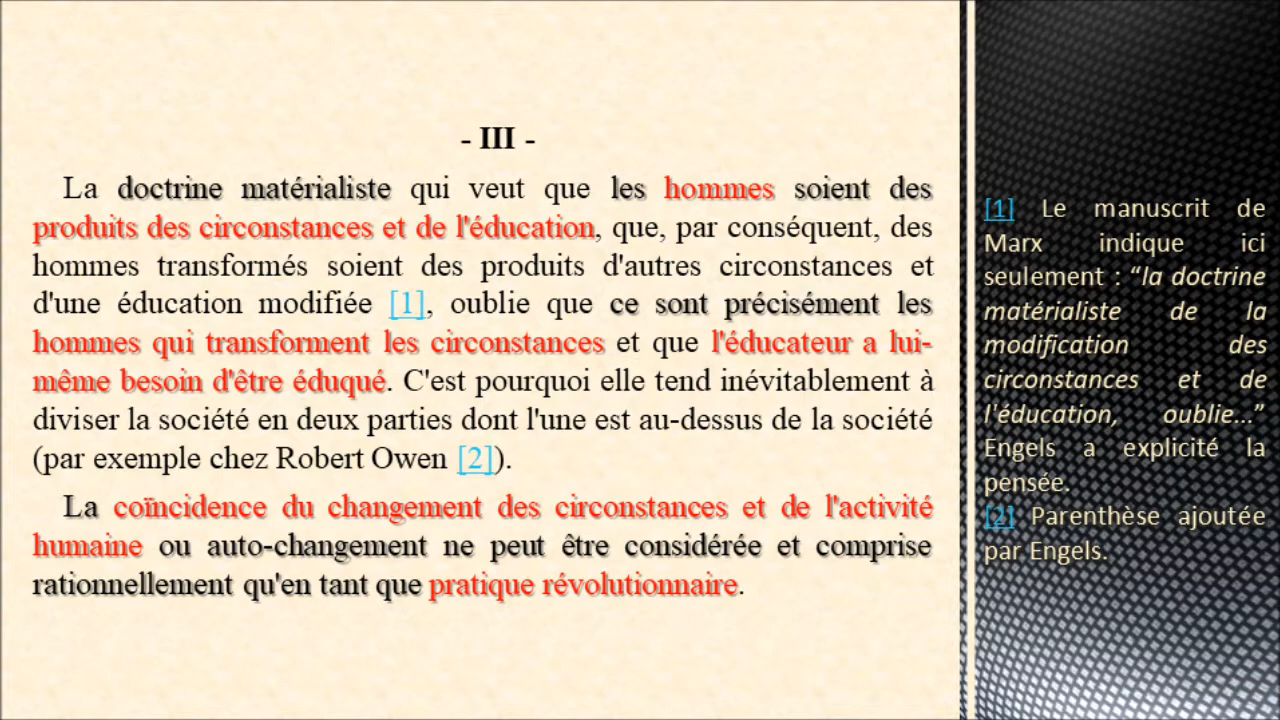 - III -
La doctrine matérialiste qui veut que les hommes soient des
produits des circonstances et de l'éducation, que, par conséquent, des
hommes transformés soient des produits d'autres circonstances et
d'une éducation modifiée [1], oublie que ce sont précisément les
hommes qui transforment les circonstances et que l'éducateur a lui-
même besoin d'être éduqué. C'est pourquoi elle tend inévitablement à
diviser la société en deux parties dont l'une est au-dessus de la société
(par exemple chez Robert Owen [2]).
La coïncidence du changement des circonstances et de l'activité
humaine ou auto-changement ne peut être considérée et comprise
rationnellement qu'en tant que pratique révolutionnaire.
[1] Le manuscrit de
Marx indique ici
seulement : “la doctrine
matérialiste de la
modification des
circonstances et de
l'éducation, oublie...”
Engels a explicité la
pensée.
[2] Parenthèse ajoutée
par Engels.